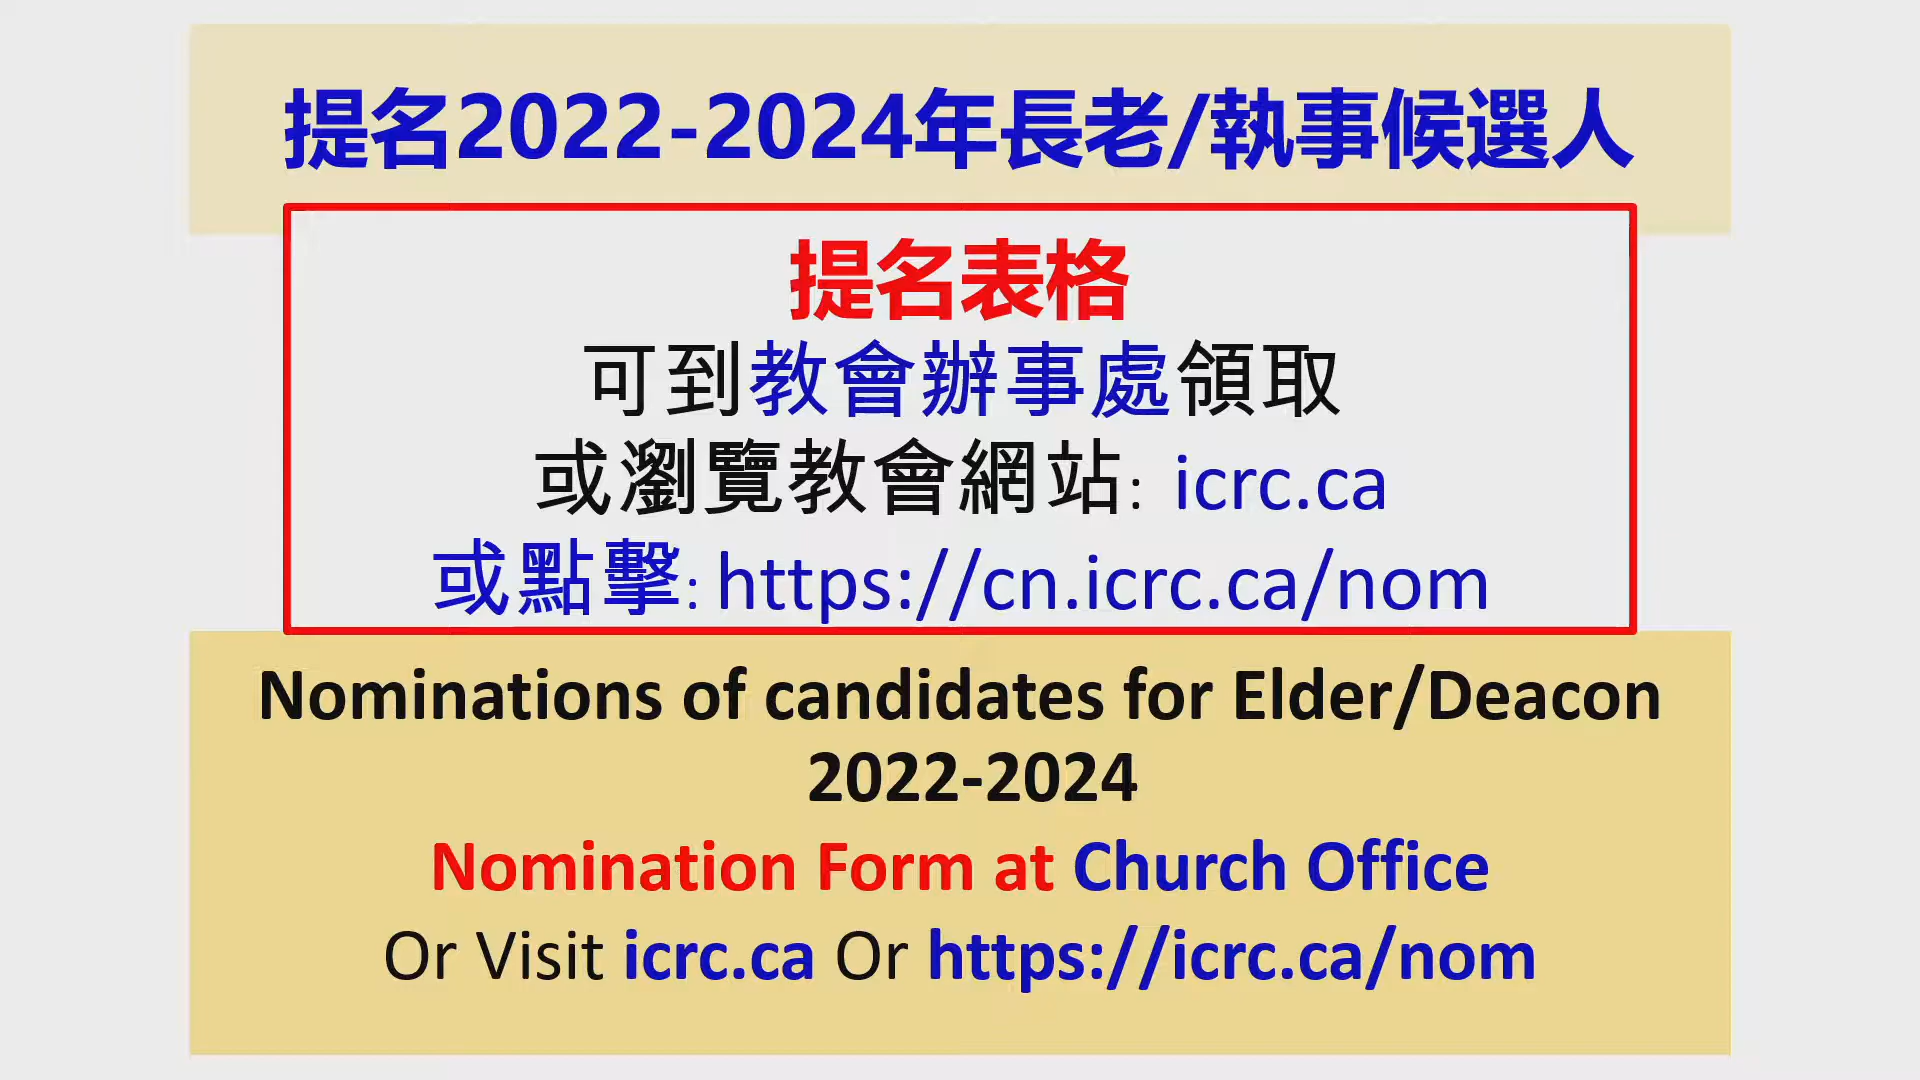 提名2022-2024年長老/執事候選人
提名表格
可到教會辦事處領取
或瀏覽教會網站: icrc.ca
或點擊: https://cn.icrc.ca/nom
Nominations of candidates for Elder/Deacon
2022-2024
Nomination Form at Church Office
Or Visit icrc.ca Or https://icrc.ca/nom